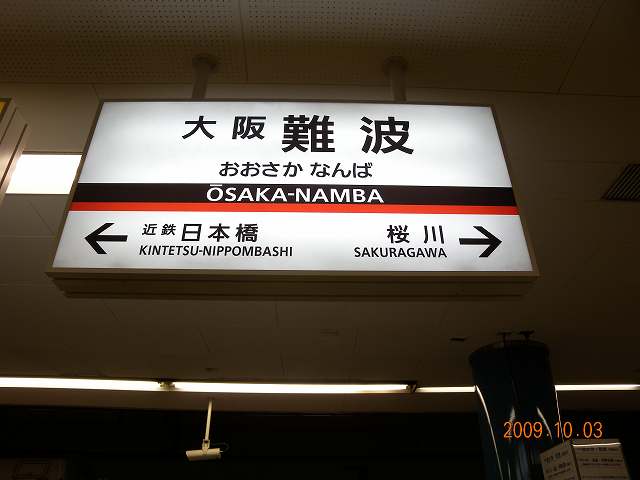 大阪難波
おおさか なんば
ŌSAKA-NAMBA
← 近鉄日本橋 桜川 →
KINTETSU-NIPPOMBASHI SAKURAGAWA
2009.10.03